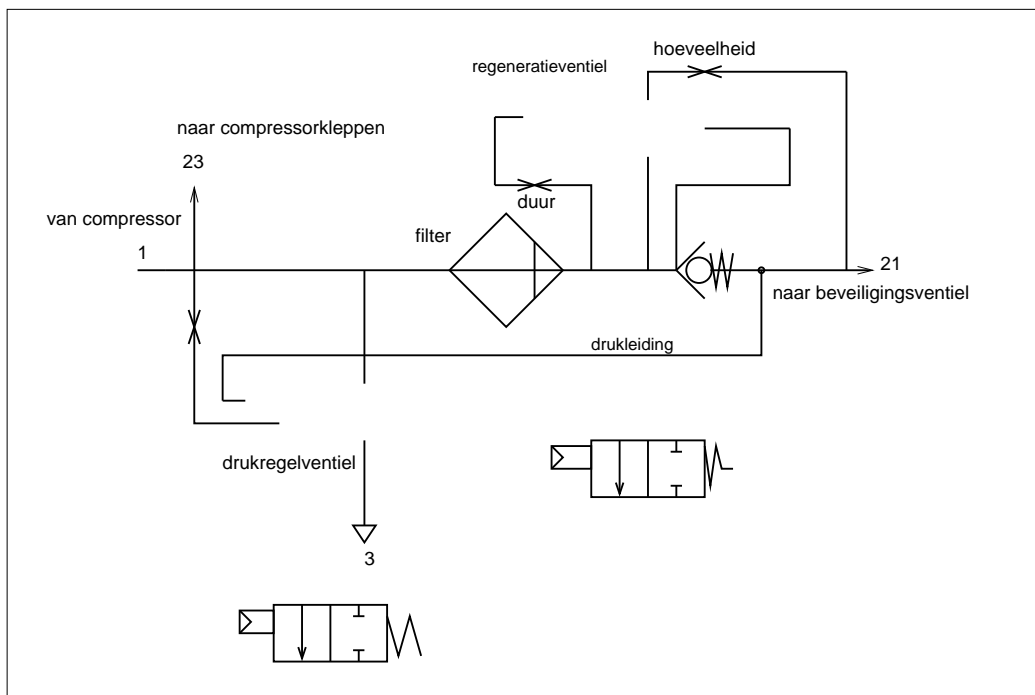 hoeveelheid
regeneratieventiel
naar compressorkleppen
23
duur
van compressor
filter
1
21
naar beveiligingsventiel
drukleiding
drukregelventiel
3